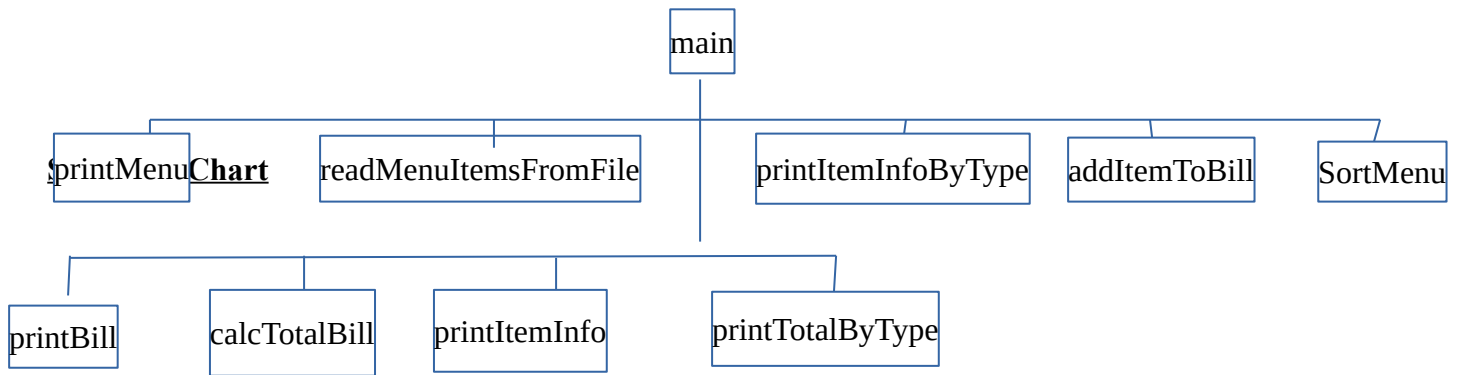 main
printMenu
Chart
readMenuItemsFromFile
printItemInfoByType
addItemToBill
SortMenu
printBill
calcTotalBill
printItemInfo
printTotalByType